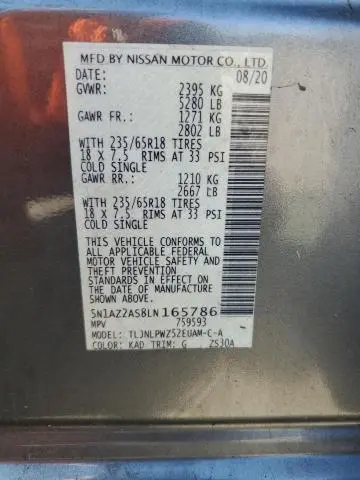 MFD BY NISSAN MOTOR CO., LTD.
DATE: 08/20
GVWR: 2395 KG
5280 LB
GAWR FR.: 1271 KG
2802 LB
WITH 235/65R18 TIRES
18 X 7.5 RIMS AT 33 PSI
COLD SINGLE
GAWR RR.: 1210 KG
2667 LB
WITH 235/65R18 TIRES
18 X 7.5 RIMS AT 33 PSI
COLD SINGLE
THIS VEHICLE CONFORMS TO
ALL APPLICABLE FEDERAL
MOTOR VEHICLE SAFETY AND
BUMPER STANDARDS IN EFFECT
ON THE DATE OF MANUFACTURE
SHOWN ABOVE.
5N1AZ2AS8LN165786
MPV 759593
TLJNLPWZ52EUAM-C-A
COLOR: KAD TRIM: G ZS30A